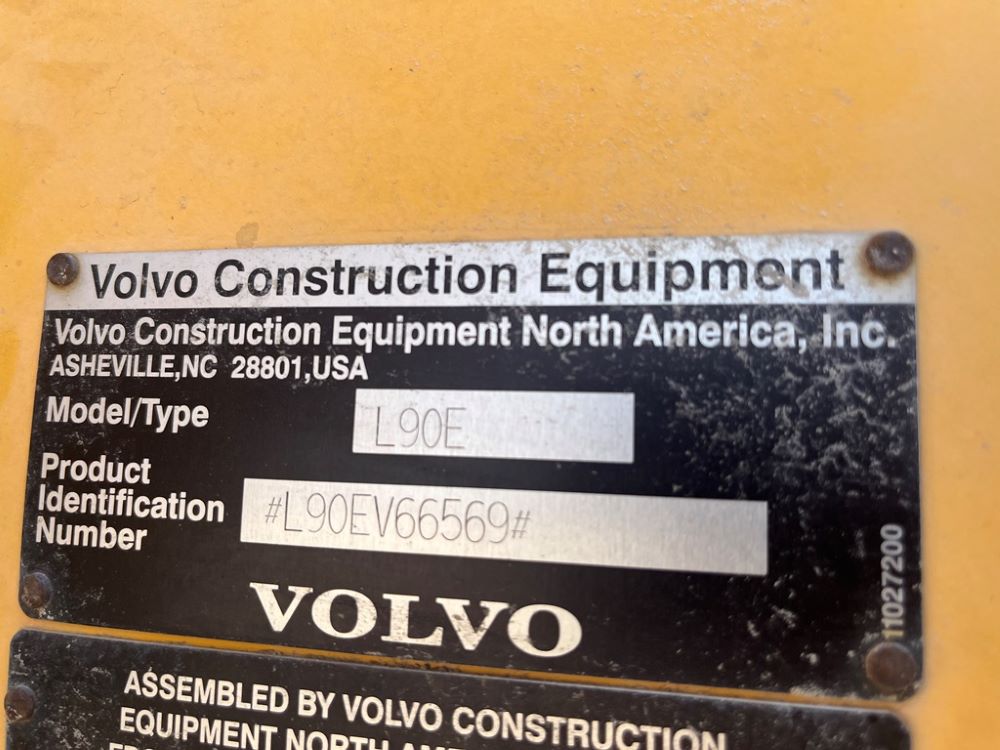 Volvo Construction Equipment
Volvo Construction Equipment North America, Inc.
ASHEVILLE,NC 28801,USA
Model/Type
L90E
Product
Identification
Number
#L90EV66569#
VOLVO
11027200
ASSEMBLED BY VOLVO CONSTRUCTION
EQUIPMENT NORTH